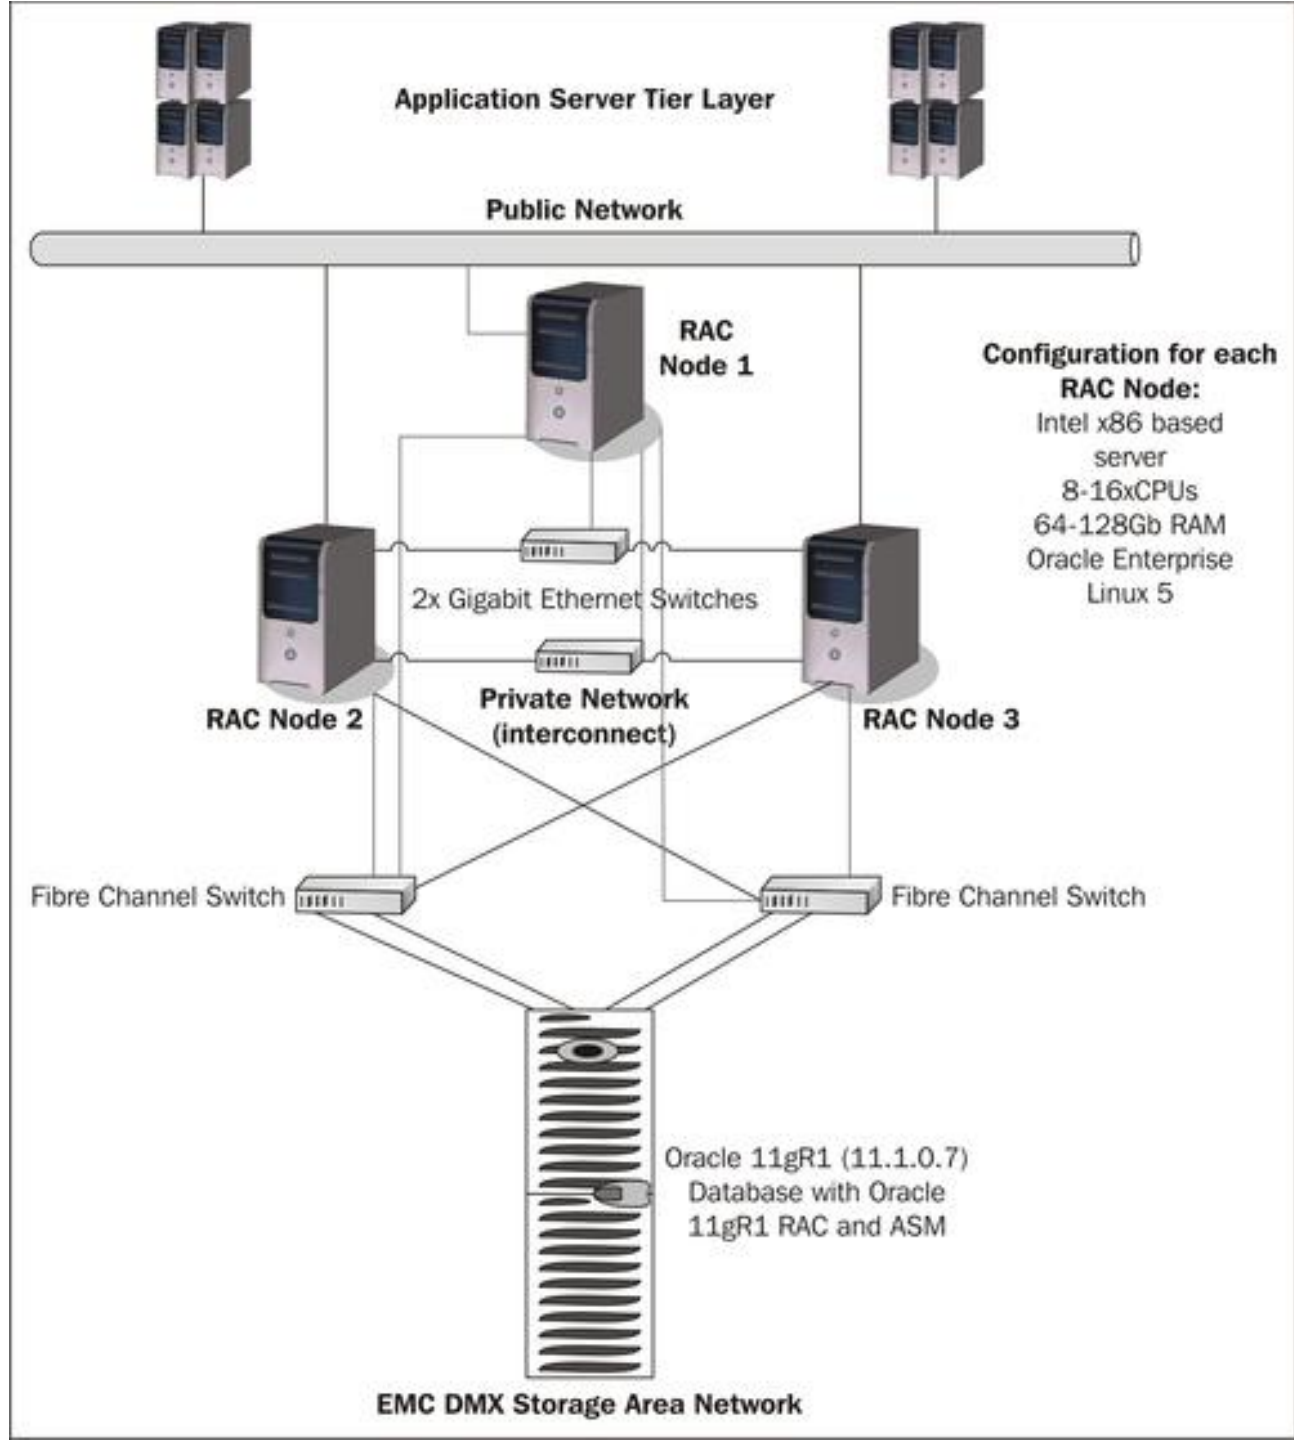 Application Server Tier Layer
Public Network
RAC
Node 1
Configuration for each
RAC Node:
Intel x86 based
server
8-16xCPUs
64-128Gb RAM
Oracle Enterprise
Linux 5
2x Gigabit Ethernet Switches
Private Network
(interconnect)
RAC Node 2
RAC Node 3
Fibre Channel Switch
Fibre Channel Switch
Oracle 11gR1 (11.1.0.7)
Database with Oracle
11gR1 RAC and ASM
EMC DMX Storage Area Network